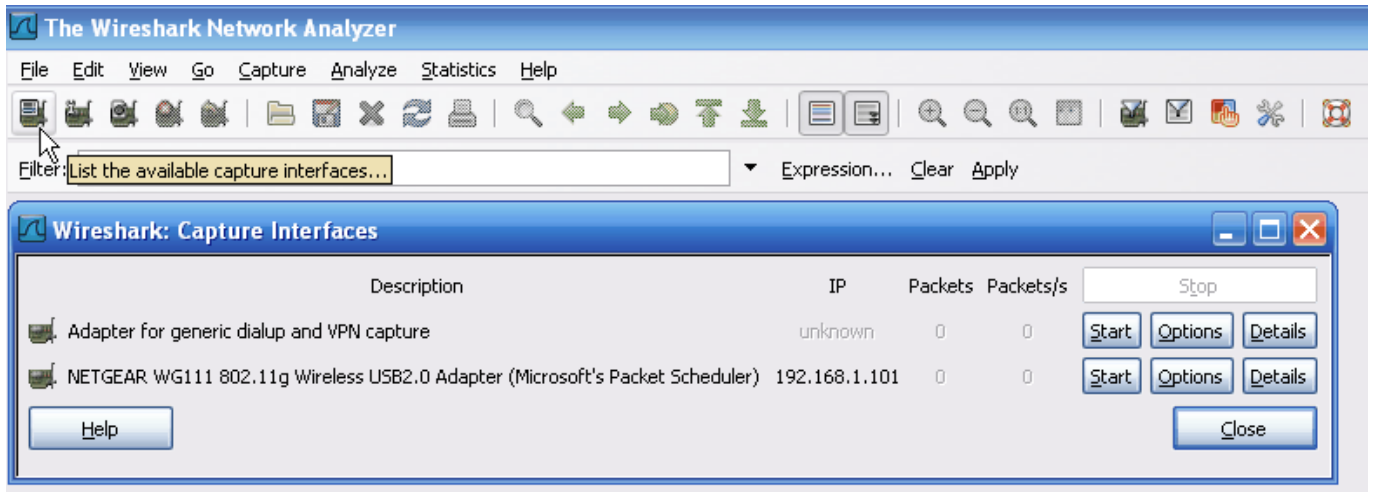 The Wireshark Network Analyzer
File Edit View Go Capture Analyze Statistics Help
Filter: List the available capture interfaces... Expression... Clear Apply
Wireshark: Capture Interfaces
Description IP Packets Packets/s Stop
Adapter for generic dialup and VPN capture unknown 0 0 Start Options Details
NETGEAR WG111 802.11g Wireless USB2.0 Adapter (Microsoft's Packet Scheduler) 192.168.1.101 0 0 Start Options Details
Help Close